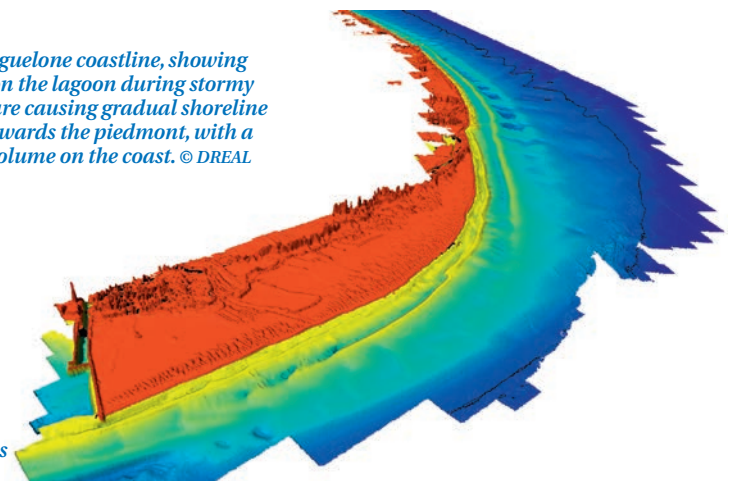 guelone coastline, showing
n the lagoon during stormy
re causing gradual shoreline
wards the piedmont, with a
olume on the coast. © DREAL
s